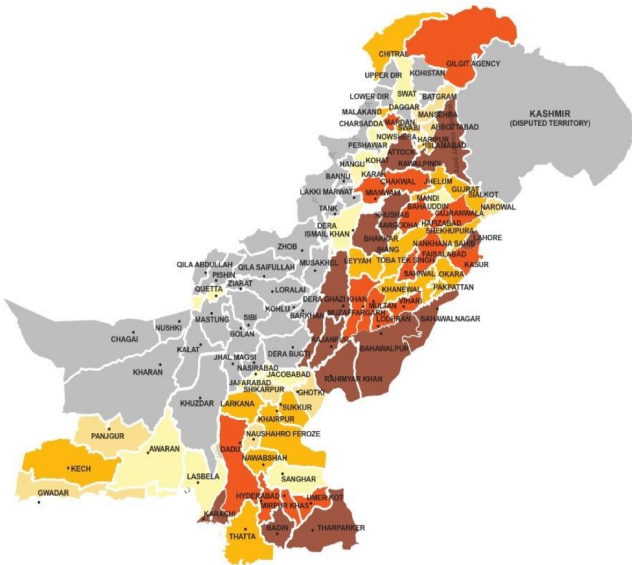 CHITRAL
GILGIT AGENCY
UPPER DIR
KOHISTAN
LOWER DIR
SWAT
BATGRAM
KASHMIR
(DISPUTED TERRITORY)
MALAKAND
DAGGAR
MANSEHRA
CHARSADDA
MARDAN
SWABI
ABBOTTABAD
NOWSHERA
HARIPUR
PESHAWAR
ISLAMABAD
ATTOCK
HANGU
KOHAT
RAWALPINDI
BANNU
KARAK
CHAKWAL
JHELUM
LAKKI MARWAT
MIANWALI
GUJRAT
SIALKOT
MANDI
BAHAUDDIN
NAROWAL
TANK
KHUSHAB
GUJRANWALA
DERA
ISMAIL KHAN
SARGODHA
HAFIZABAD
SHEKHUPURA
LAHORE
BHAKKAR
NANKHANA SAHIB
ZHOB
JHANG
FAISALABAD
MUSAKHEL
LEYYAH
TOBA TEK SINGH
KASUR
QILA ABDULLAH
QILA SAIFULLAH
SAHIWAL
OKARA
PISHIN
ZIARAT
KHANEWAL
PAKPATTAN
QUETTA
LORALAI
DERA GHAZI KHAN
MULTAN
VIHARI
KOHLU
BARKHAN
MUZAFFARGARH
BAHAWALNAGAR
MASTUNG
SIBI
LODHRAN
NUSHKI
BOLAN
RAJANPUR
BAHAWALPUR
CHAGAI
KALAT
DERA BUGTI
JHAL MAGSI
NASIRABAD
KHARAN
JACOBABAD
RAHIMYAR KHAN
JAFARABAD
SHIKARPUR
GHOTKI
KHUZDAR
LARKANA
SUKKUR
KHAIRPUR
PANJGUR
NAUSHAHRO FEROZE
AWARAN
DADU
NAWABSHAH
KECH
LASBELA
SANGHAR
GWADAR
HYDERABAD
UMER KOT
MIRPUR KHAS
KARACHI
THATTA
BADIN
THARPARKER